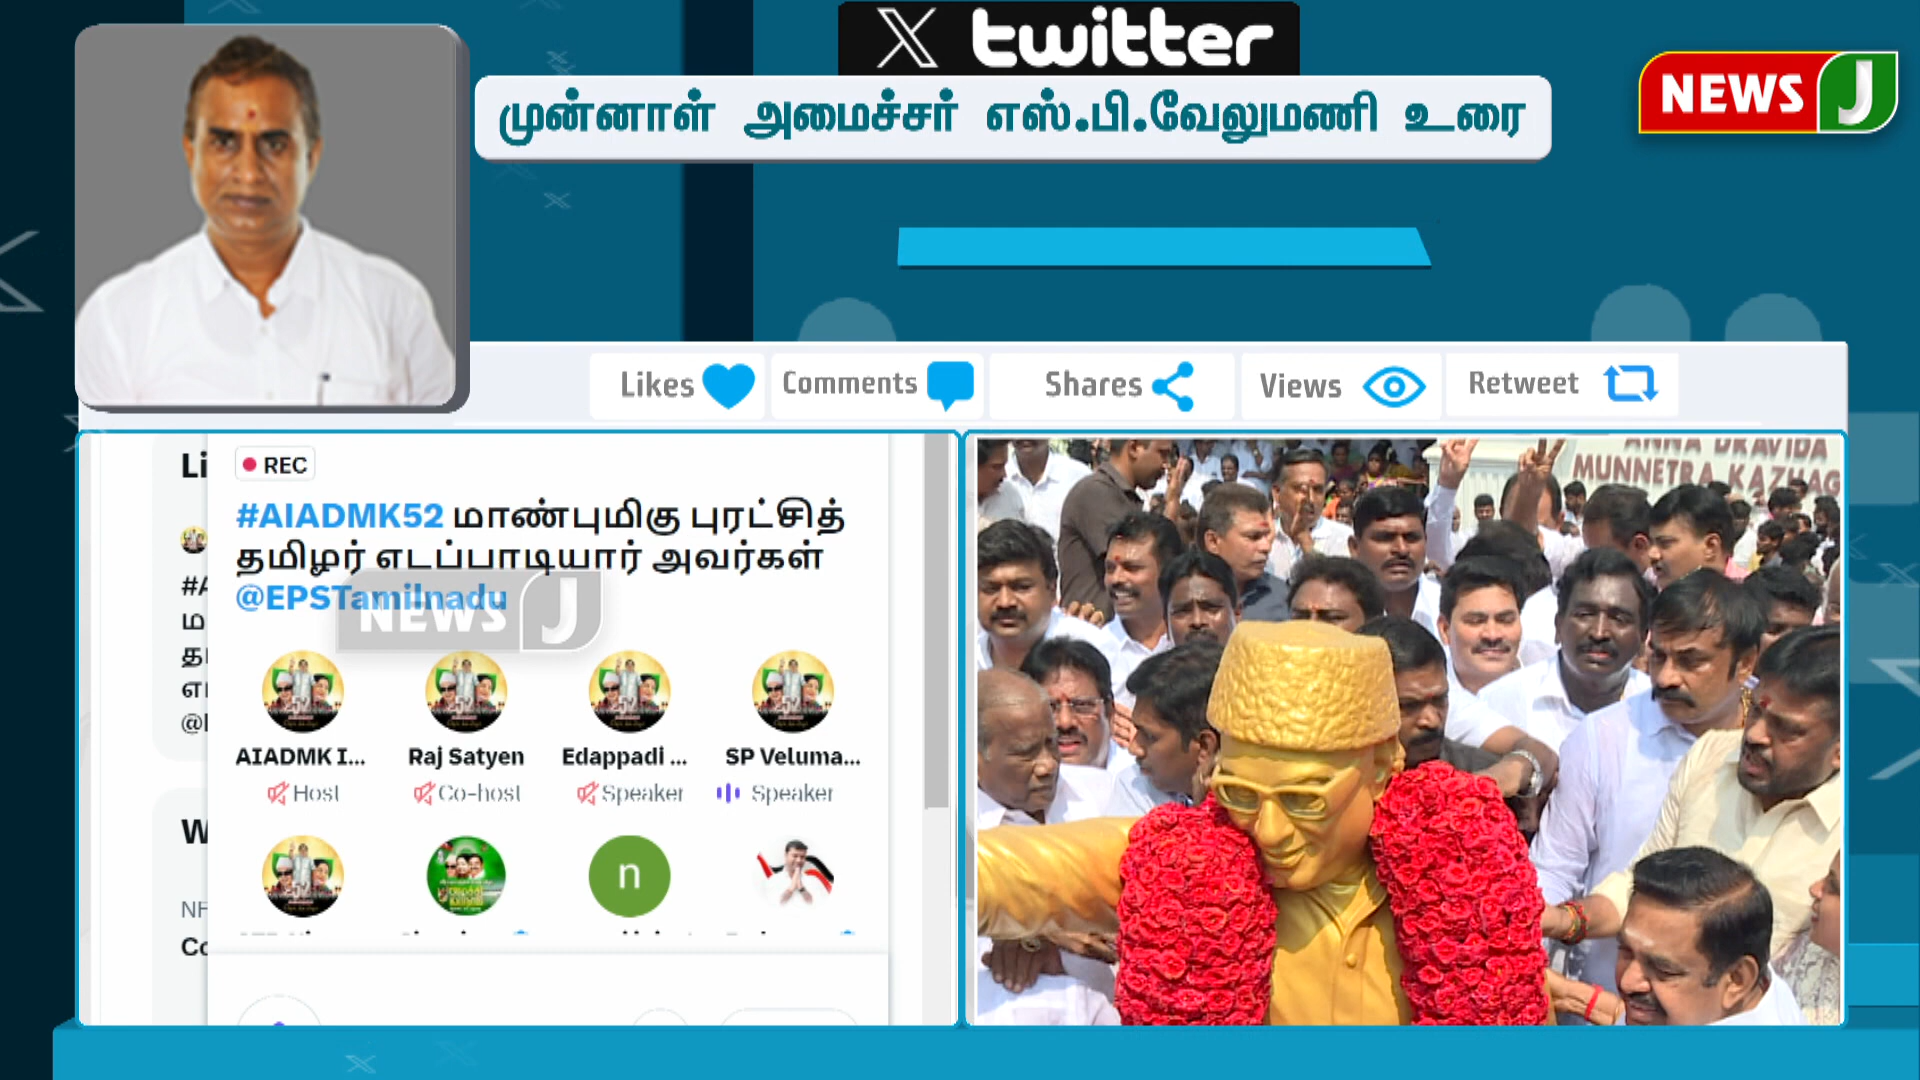 X twitter
முன்னாள் அமைச்சர் எஸ்.பி.வேலுமணி உரை
NEWS J
Likes
Comments
Shares
Views
Retweet
REC
#AIADMK52 மாண்புமிகு புரட்சித்
தமிழர் எடப்பாடியார் அவர்கள்
@EPSTamilnadu
NEWS J
AIADMK I... Raj Satyen Edappadi ... SP Veluma...
Host Co-host Speaker Speaker
n
ANNA DRAVIDA
MUNNETRA KAZHAG